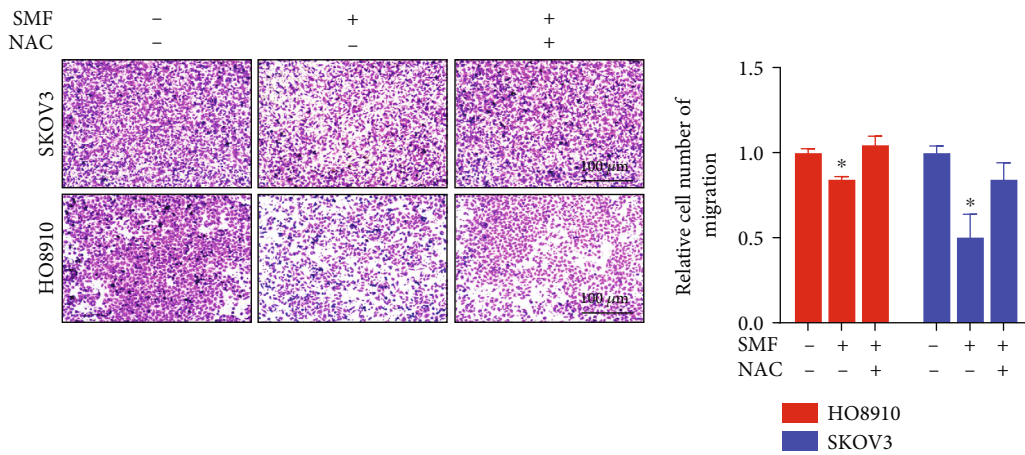 SMF − + +
NAC − − +
SKOV3
100 μm
HO8910
100 μm
Relative cell number of
migration
1.5
1.0
0.5
0.0
* *
SMF − + + − + +
NAC − − + − − +
HO8910
SKOV3